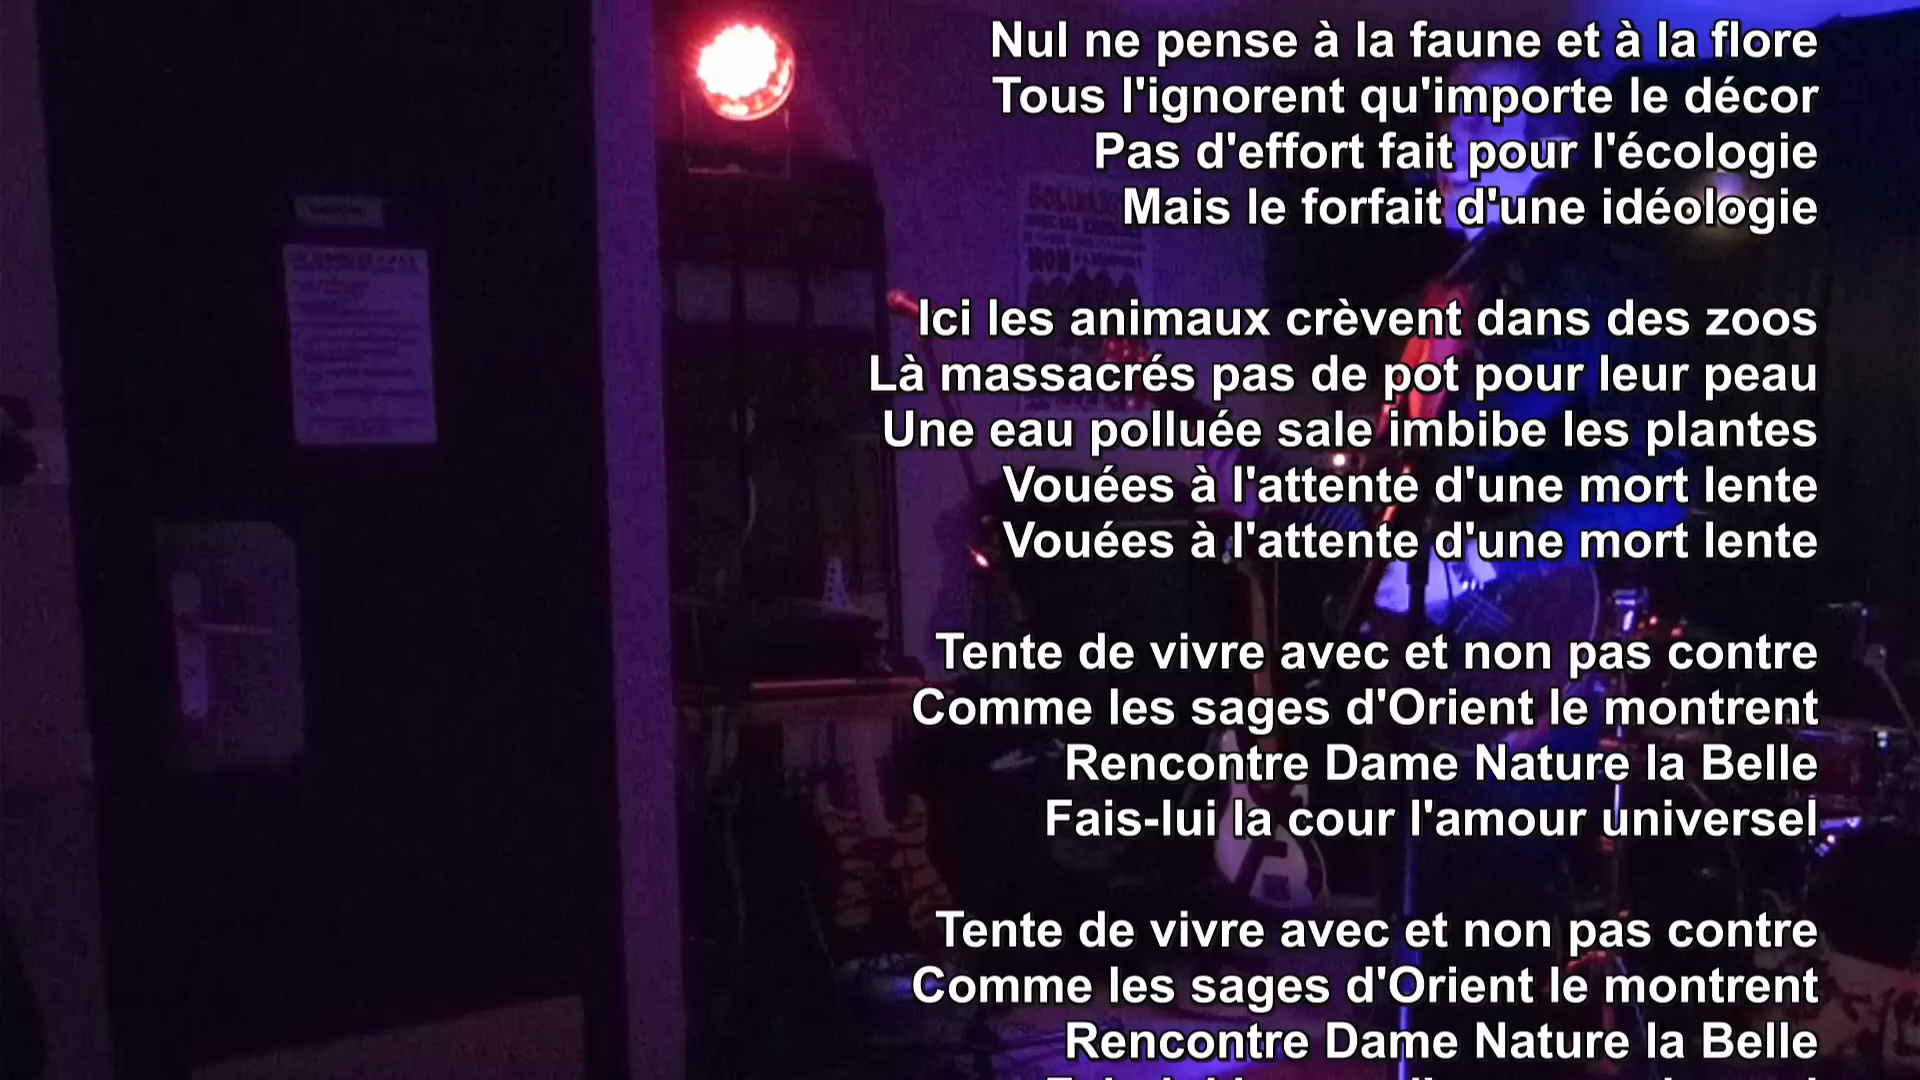 Nul ne pense à la faune et à la flore
Tous l'ignorent qu'importe le décor
Pas d'effort fait pour l'écologie
Mais le forfait d'une idéologie
Ici les animaux crèvent dans des zoos
Là massacrés pas de pot pour leur peau
Une eau polluée sale imbibe les plantes
Vouées à l'attente d'une mort lente
Vouées à l'attente d'une mort lente
Tente de vivre avec et non pas contre
Comme les sages d'Orient le montrent
Rencontre Dame Nature la Belle
Fais-lui la cour l'amour universel
Tente de vivre avec et non pas contre
Comme les sages d'Orient le montrent
Rencontre Dame Nature la Belle
NON